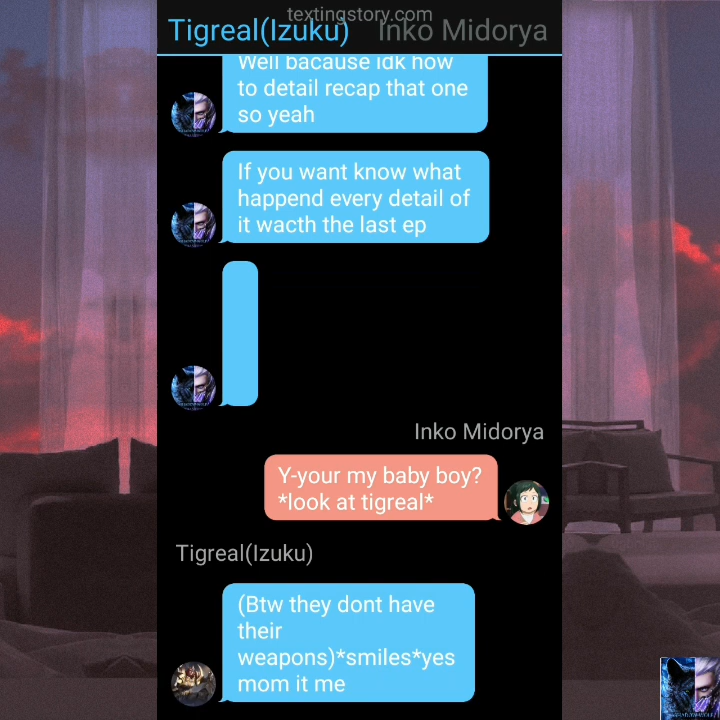 textingstory.com
Tigreal(Izuku) Inko Midorya
Well bacause idk how
to detail recap that one
so yeah
If you want know what
happend every detail of
it wacth the last ep
Inko Midorya
Y-your my baby boy?
*look at tigreal*
Tigreal(Izuku)
(Btw they dont have
their
weapons)*smiles*yes
mom it me